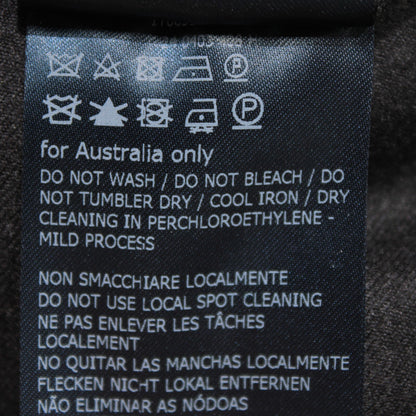 P
P
for Australia only
DO NOT WASH / DO NOT BLEACH / DO
NOT TUMBLER DRY / COOL IRON / DRY
CLEANING IN PERCHLOROETHYLENE -
MILD PROCESS
NON SMACCHIARE LOCALMENTE
DO NOT USE LOCAL SPOT CLEANING
NE PAS ENLEVER LES TÂCHES
LOCALEMENT
NO QUITAR LAS MANCHAS LOCALMENTE
FLECKEN NICHT LOKAL ENTFERNEN
NÃO ELIMINAR AS NÓDOAS